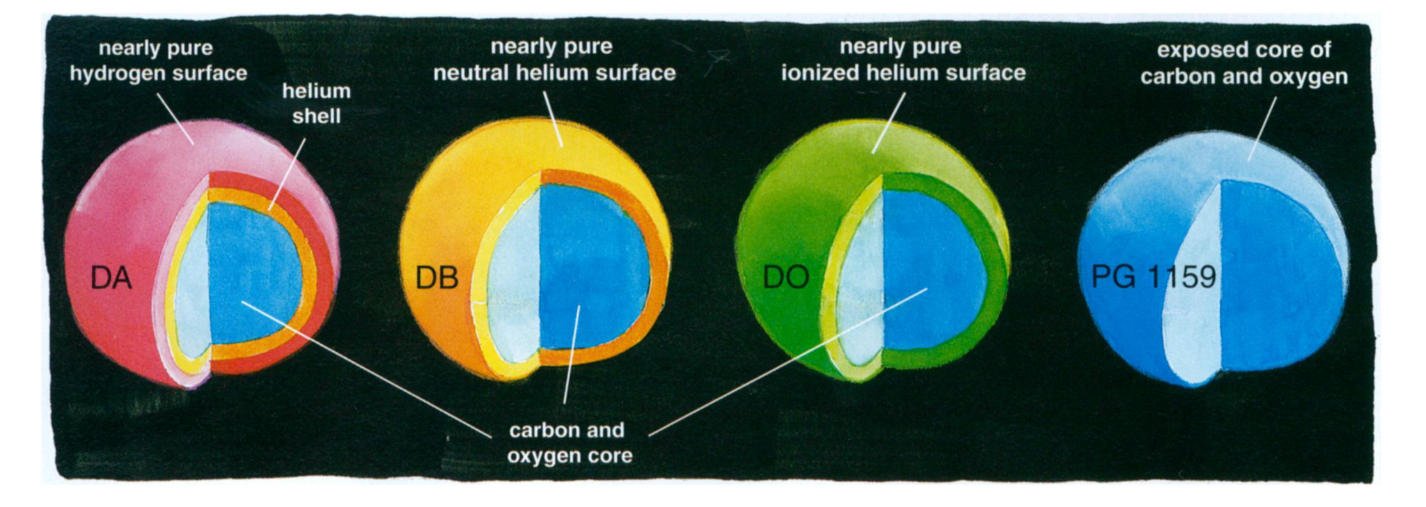 nearly pure
hydrogen surface
helium
shell
nearly pure
neutral helium surface
nearly pure
ionized helium surface
exposed core of
carbon and oxygen
DA
DB
DO
PG 1159
carbon and
oxygen core